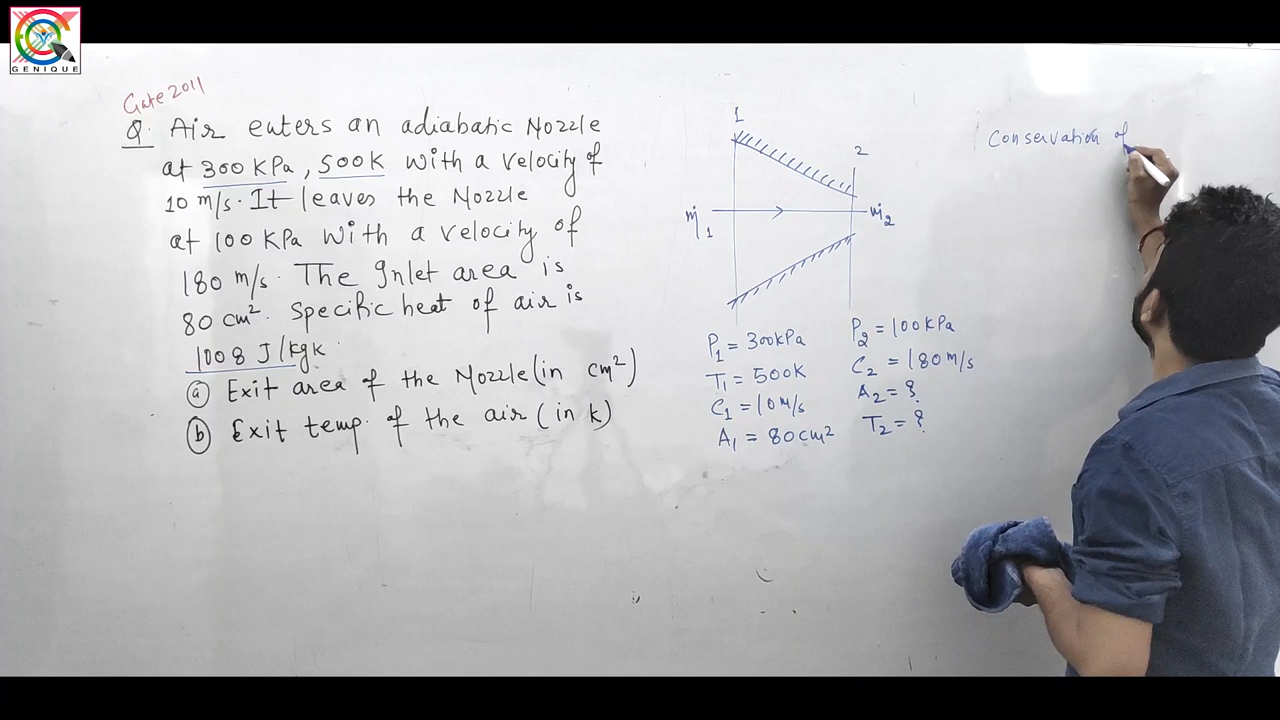 GENIQUE
Gate 2011
Q. Air enters an adiabatic Nozzle
at 300 KPa, 500K with a velocity of
10 m/s. It leaves the Nozzle
at 100 KPa with a velocity of
180 m/s. The Inlet area is
80 cm². Specific heat of air is
1008 J/kgk.
(a) Exit area of the Nozzle (in cm²)
(b) Exit temp. of the air (in k)
1
2
ṁ1
ṁ2
P1 = 300kPa
T1 = 500K
C1 = 10 m/s
A1 = 80cm²
P2 = 100kPa
C2 = 180 m/s
A2 = ?
T2 = ?
Conservation of